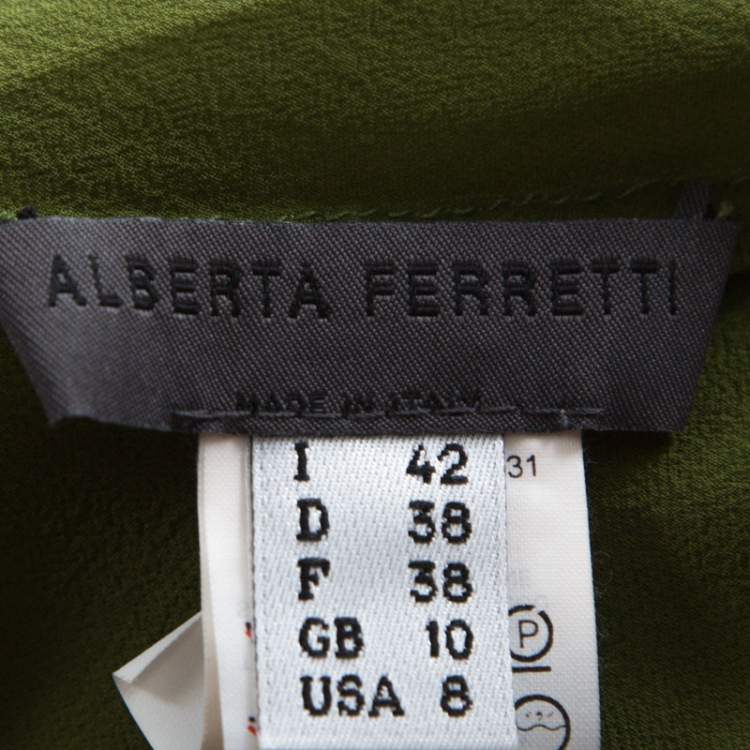 ALBERTA FERRETTI
MADE IN ITALY
I 42
31
D 38
F 38
GB 10
P
USA 8